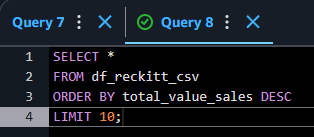 Query 7
Query 8
1 SELECT *
2 FROM df_reckitt_csv
3 ORDER BY total_value_sales DESC
4 LIMIT 10;